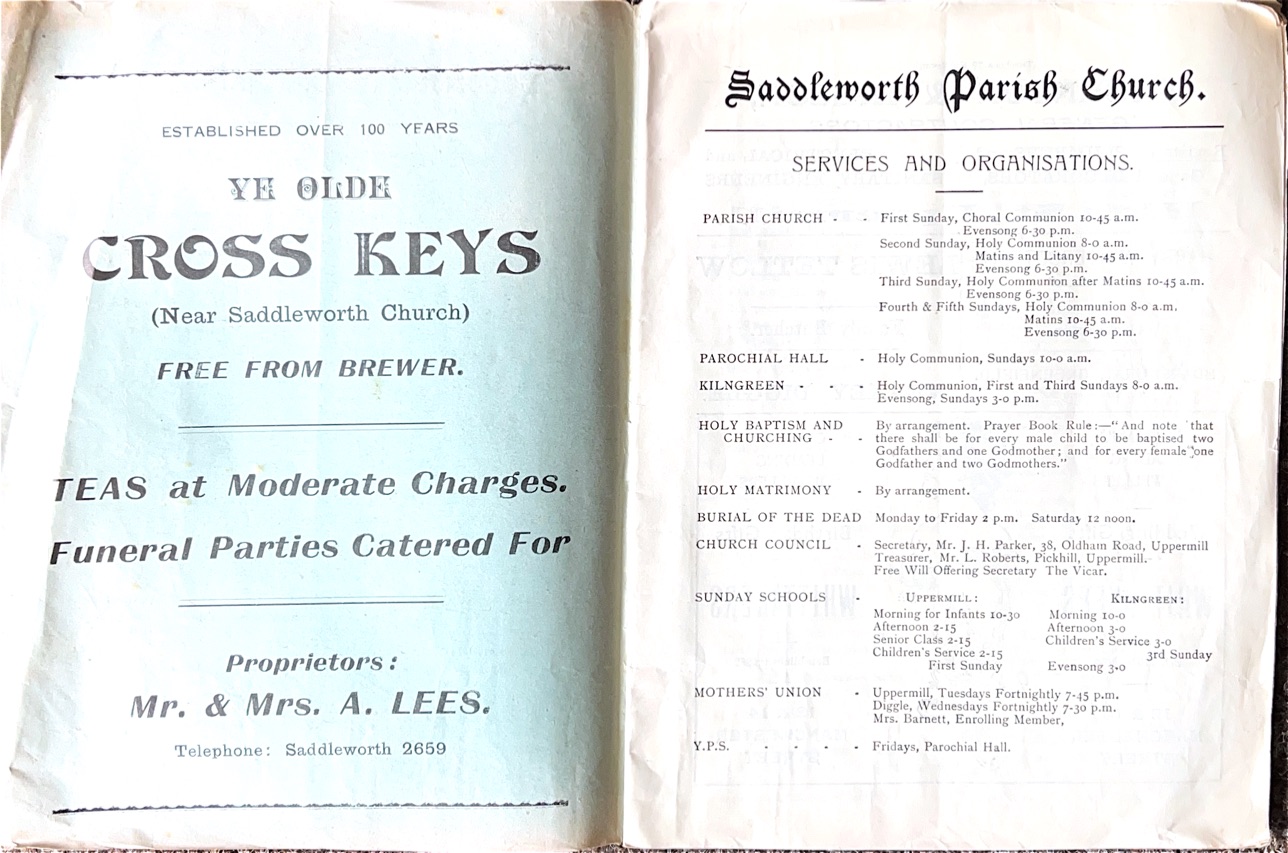 ESTABLISHED OVER 100 YEARS
YE OLDE
CROSS KEYS
(Near Saddleworth Church)
FREE FROM BREWER.
TEAS at Moderate Charges.
Funeral Parties Catered For
Proprietors:
Mr. & Mrs. A. LEES.
Telephone: Saddleworth 2659
Saddleworth Parish Church.
SERVICES AND ORGANISATIONS.
PARISH CHURCH - - First Sunday, Choral Communion 10-45 a.m.
Evensong 6-30 p.m.
Second Sunday, Holy Communion 8-0 a.m.
Matins and Litany 10-45 a.m.
Evensong 6-30 p.m.
Third Sunday, Holy Communion after Matins 10-45 a.m.
Evensong 6-30 p.m.
Fourth & Fifth Sundays, Holy Communion 8-0 a.m.
Matins 10-45 a.m.
Evensong 6-30 p.m.
PAROCHIAL HALL - Holy Communion, Sundays 10-0 a.m.
KILNGREEN - - - Holy Communion, First and Third Sundays 8-0 a.m.
Evensong, Sundays 3-0 p.m.
HOLY BAPTISM AND By arrangement. Prayer Book Rule:—"And note that
CHURCHING - - there shall be for every male child to be baptised two
Godfathers and one Godmother; and for every female one
Godfather and two Godmothers."
HOLY MATRIMONY - By arrangement.
BURIAL OF THE DEAD Monday to Friday 2 p.m. Saturday 12 noon.
CHURCH COUNCIL - Secretary, Mr. J. H. Parker, 38, Oldham Road, Uppermill
Treasurer, Mr. L. Roberts, Pickhill, Uppermill.
Free Will Offering Secretary The Vicar.
SUNDAY SCHOOLS - UPPERMILL: KILNGREEN:
Morning for Infants 10-30 Morning 10-0
Afternoon 2-15 Afternoon 3-0
Senior Class 2-15 Children's Service 3-0
Children's Service 2-15 3rd Sunday
First Sunday Evensong 3-0
MOTHERS' UNION - Uppermill, Tuesdays Fortnightly 7-45 p.m.
Diggle, Wednesdays Fortnightly 7-30 p.m.
Mrs. Barnett, Enrolling Member,
Y.P.S. - - - - Fridays, Parochial Hall.